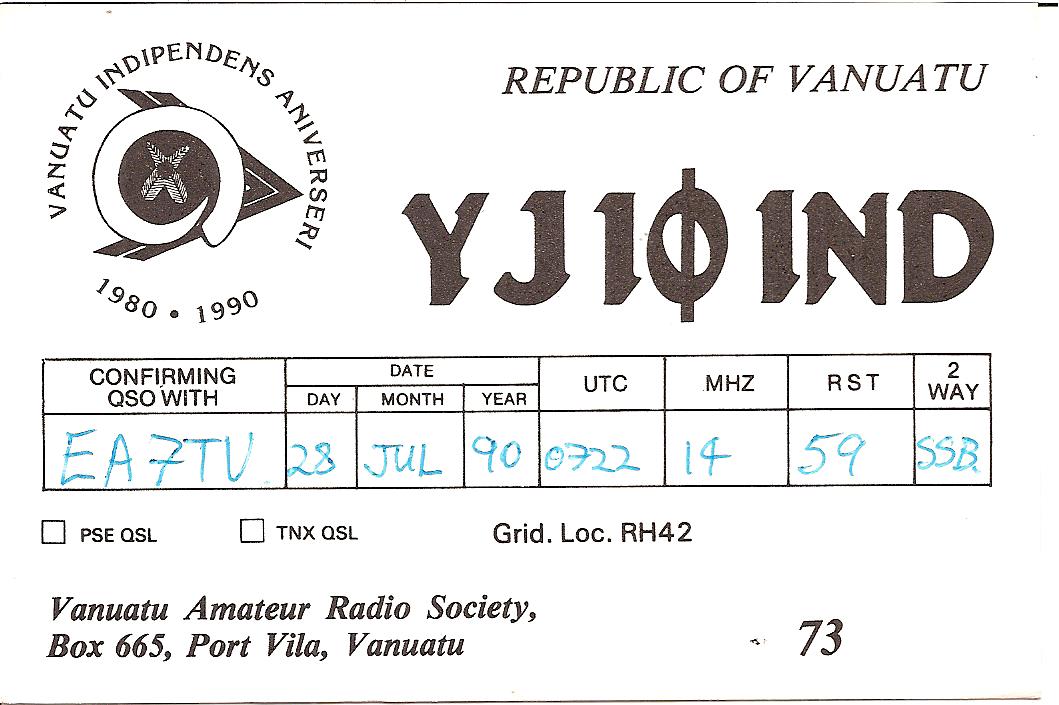 VANUATU INDIPENDENS ANIVERSERI
1980 • 1990
REPUBLIC OF VANUATU
YJ1ØIND
CONFIRMING QSO WITH
DATE
DAY MONTH YEAR
UTC
MHZ
RST
2 WAY
EA7TU 28 JUL 90 0722 14 59 SSB.
PSE QSL TNX QSL Grid. Loc. RH42
Vanuatu Amateur Radio Society,
Box 665, Port Vila, Vanuatu
73